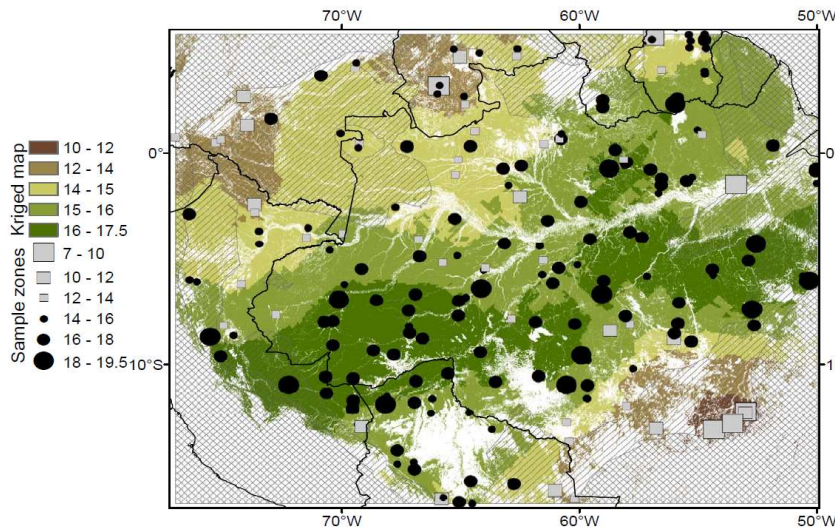 70°W 60°W 50°W
0°
10°S
Kriged map
10 - 12
12 - 14
14 - 15
15 - 16
16 - 17.5
Sample zones
7 - 10
10 - 12
12 - 14
14 - 16
16 - 18
18 - 19.5
70°W 60°W 50°W